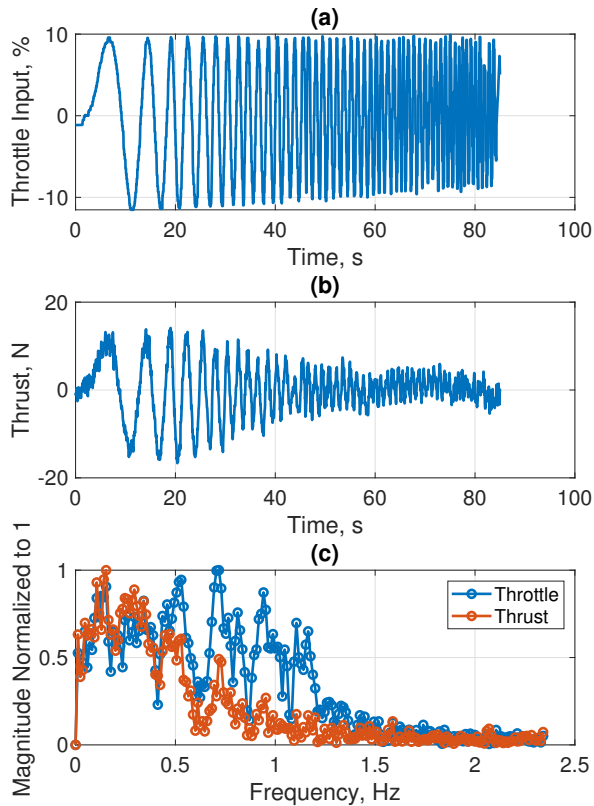 (a)
Throttle Input, %
10
0
-10
0
20
40
60
80
100
Time, s
(b)
Thrust, N
20
0
-20
0
20
40
60
80
100
Time, s
(c)
Magnitude Normalized to 1
1
0.5
0
Throttle
Thrust
0
0.5
1
1.5
2
2.5
Frequency, Hz